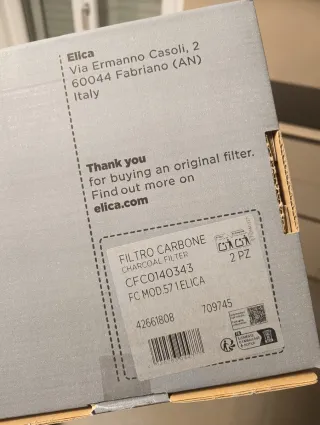 Elica
Via Ermanno Casoli, 2
60044 Fabriano (AN)
Italy
Thank you
for buying an original filter.
Find out more on
elica.com
FILTRO CARBONE
CHARCOAL FILTER
CFC0140343
2 PZ
FC MOD.57 1 ELICA
42661808
709745